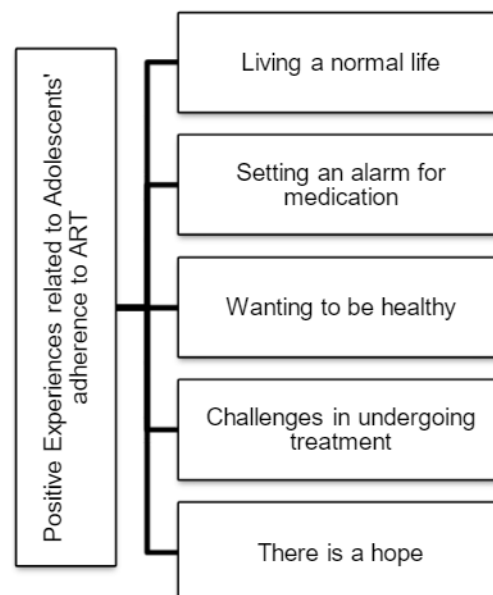 Positive Experiences related to Adolescents'
adherence to ART
Living a normal life
Setting an alarm for
medication
Wanting to be healthy
Challenges in undergoing
treatment
There is a hope